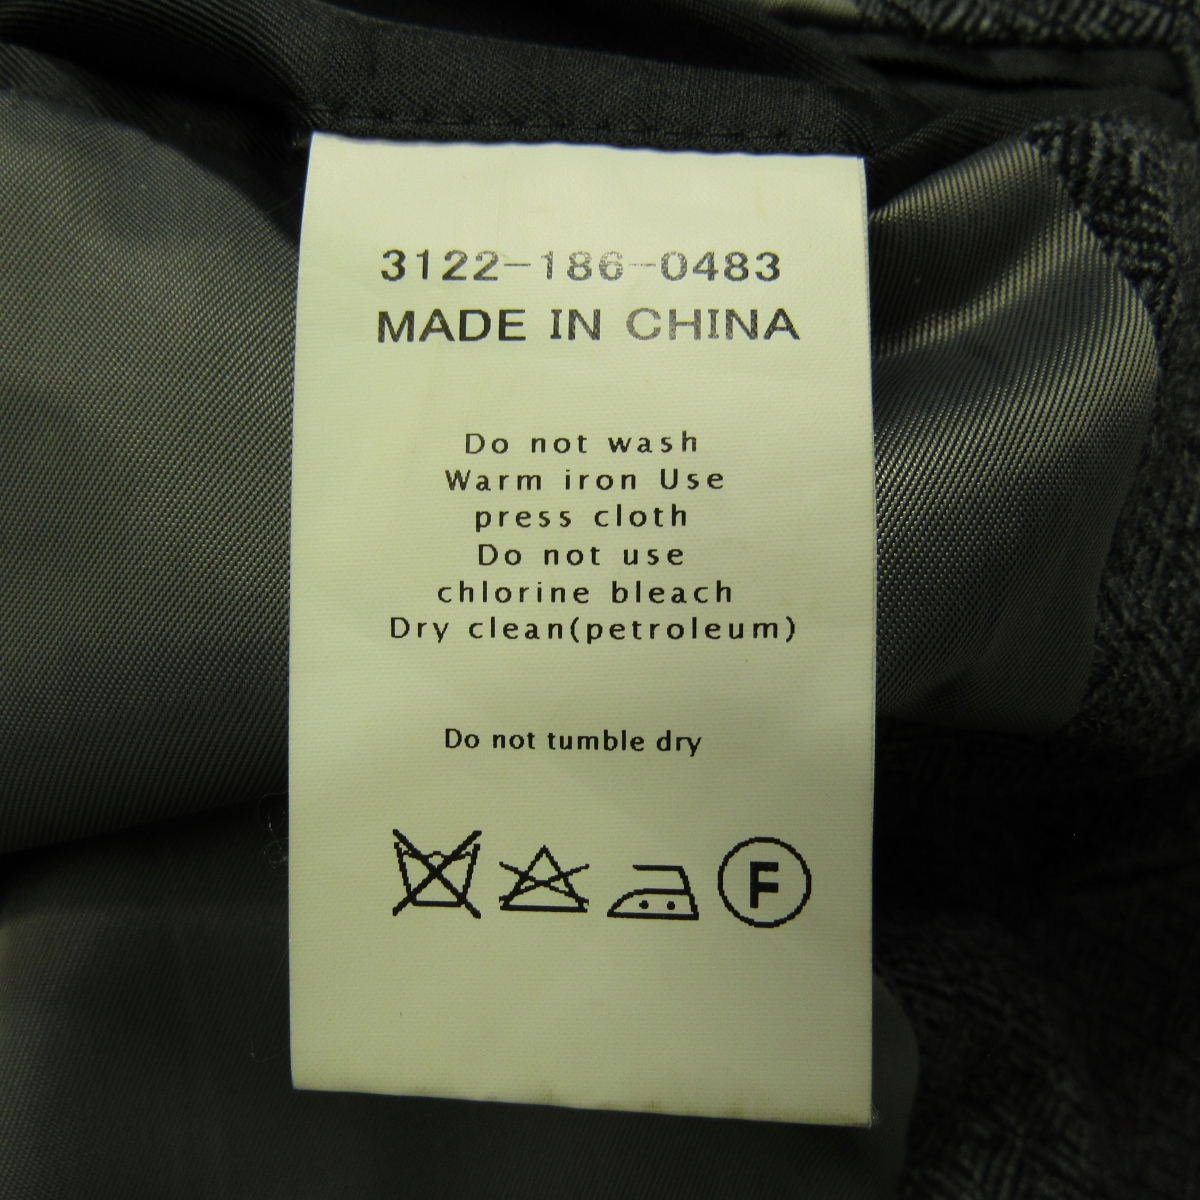 3122-186-0483
MADE IN CHINA
Do not wash
Warm iron Use
press cloth
Do not use
chlorine bleach
Dry clean(petroleum)
Do not tumble dry
F